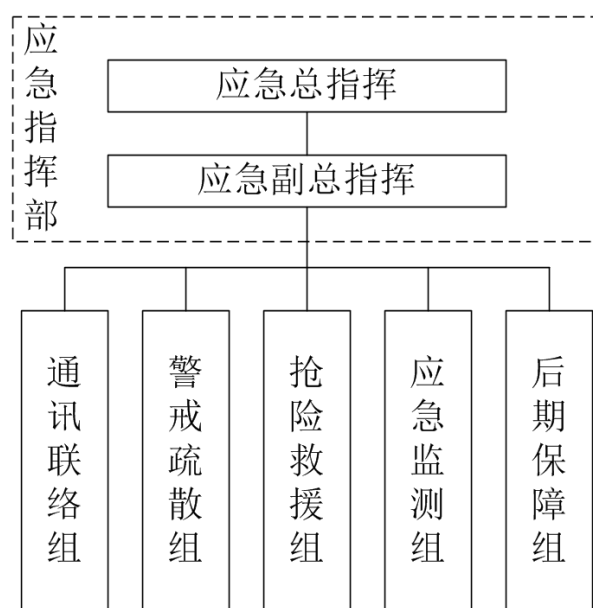 应急指挥部
应急总指挥
应急副总指挥
通讯联络组
警戒疏散组
抢险救援组
应急监测组
后期保障组